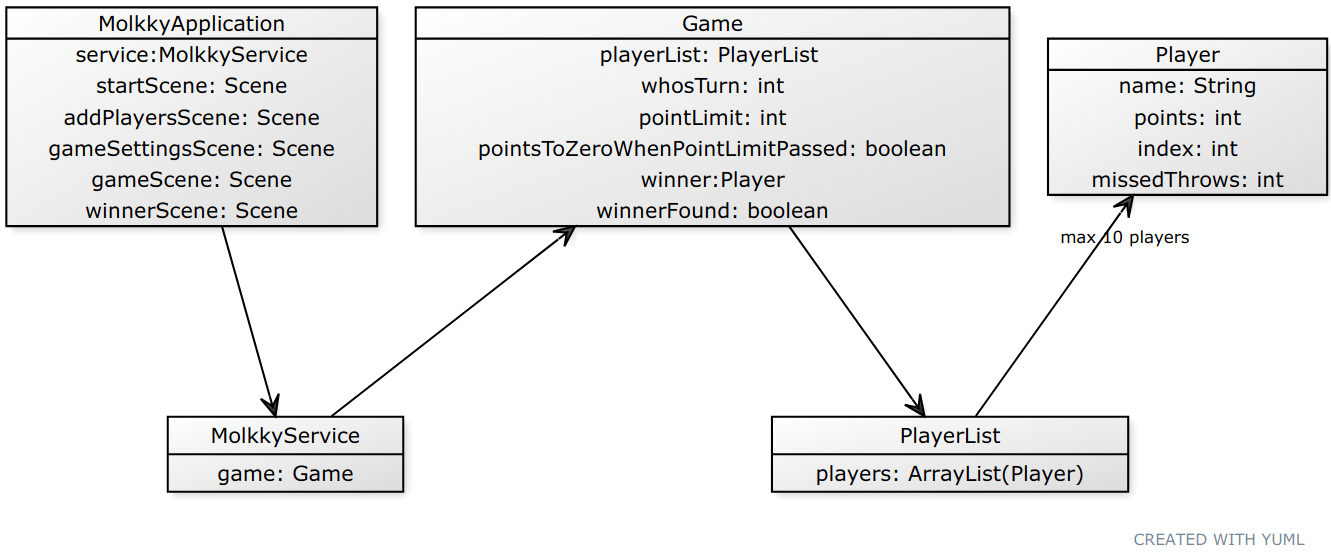 MolkkyApplication
service:MolkkyService
startScene: Scene
addPlayersScene: Scene
gameSettingsScene: Scene
gameScene: Scene
winnerScene: Scene
Game
playerList: PlayerList
whosTurn: int
pointLimit: int
pointsToZeroWhenPointLimitPassed: boolean
winner:Player
winnerFound: boolean
Player
name: String
points: int
index: int
missedThrows: int
max 10 players
MolkkyService
game: Game
PlayerList
players: ArrayList(Player)
CREATED WITH YUML